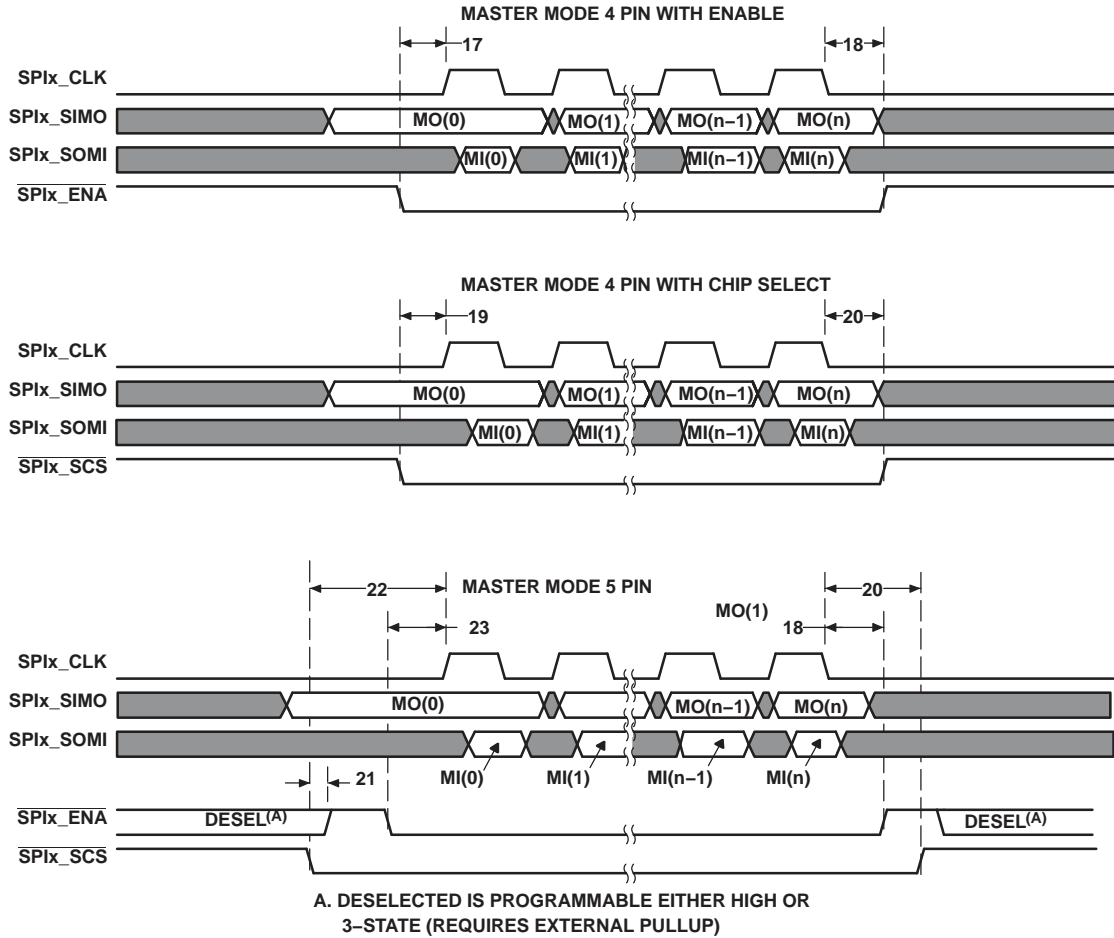 MASTER MODE 4 PIN WITH ENABLE
17
18
SPIx_CLK
SPIx_SIMO
MO(0)
MO(1)
MO(n−1)
MO(n)
SPIx_SOMI
MI(0)
MI(1)
MI(n−1)
MI(n)
SPIx_ENA
MASTER MODE 4 PIN WITH CHIP SELECT
19
20
SPIx_CLK
SPIx_SIMO
MO(0)
MO(1)
MO(n−1)
MO(n)
SPIx_SOMI
MI(0)
MI(1)
MI(n−1)
MI(n)
SPIx_SCS
22
MASTER MODE 5 PIN
20
MO(1)
23
18
SPIx_CLK
SPIx_SIMO
MO(0)
MO(n−1)
MO(n)
SPIx_SOMI
MI(0)
MI(1)
MI(n−1)
MI(n)
21
SPIx_ENA
DESEL(A)
DESEL(A)
SPIx_SCS
A. DESELECTED IS PROGRAMMABLE EITHER HIGH OR
3−STATE (REQUIRES EXTERNAL PULLUP)